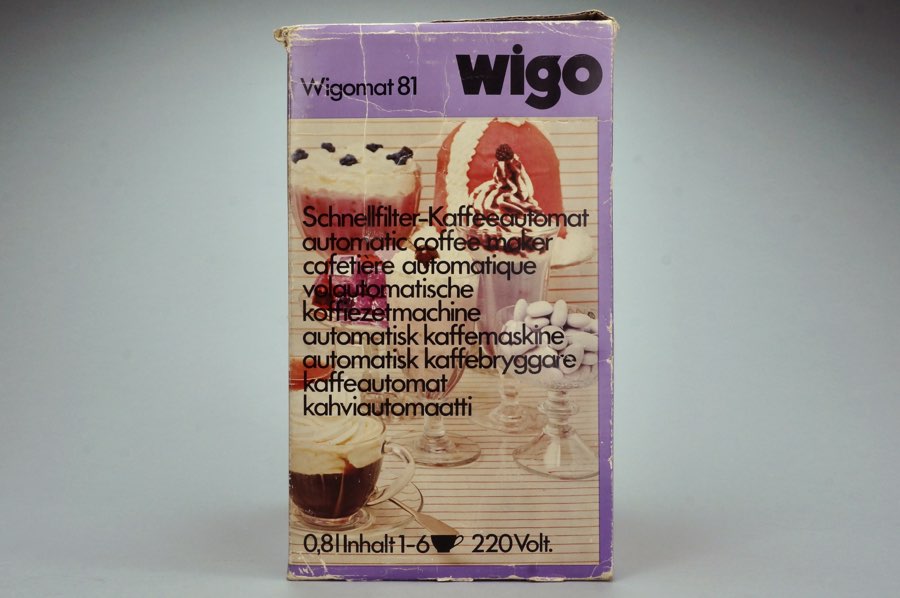 Wigomat 81
wigo
Schnellfilter-Kaffeeautomat
automatic coffee maker
cafetière automatique
volautomatische
koffiezetmachine
automatisk kaffemaskine
automatisk kaffebryggare
kaffeautomat
kahviautomaatti
0,8l Inhalt 1-6 220 Volt.